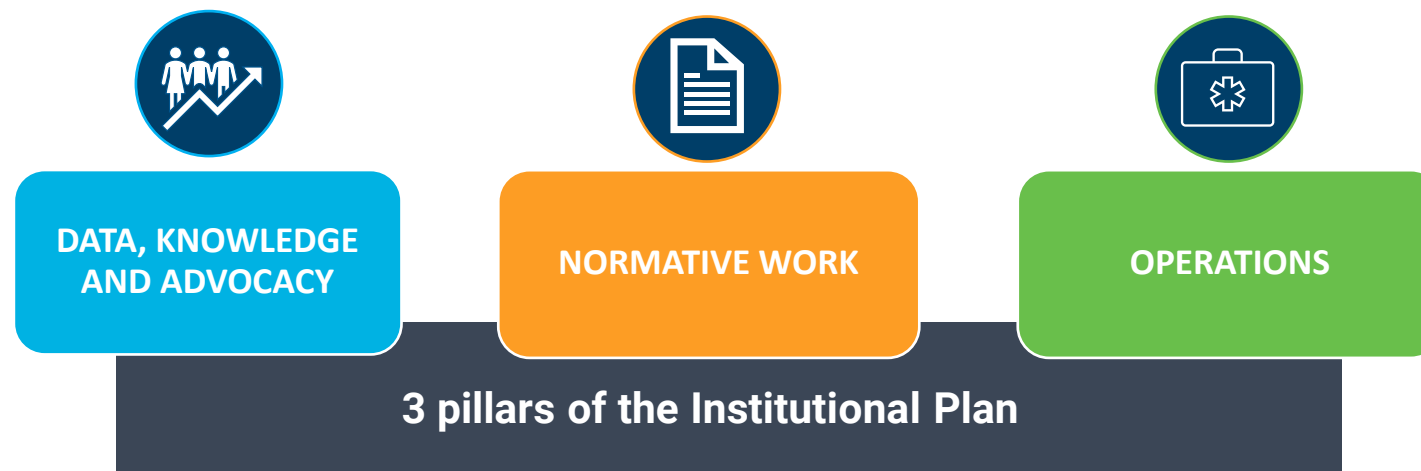 DATA, KNOWLEDGE
AND ADVOCACY
NORMATIVE WORK
OPERATIONS
3 pillars of the Institutional Plan